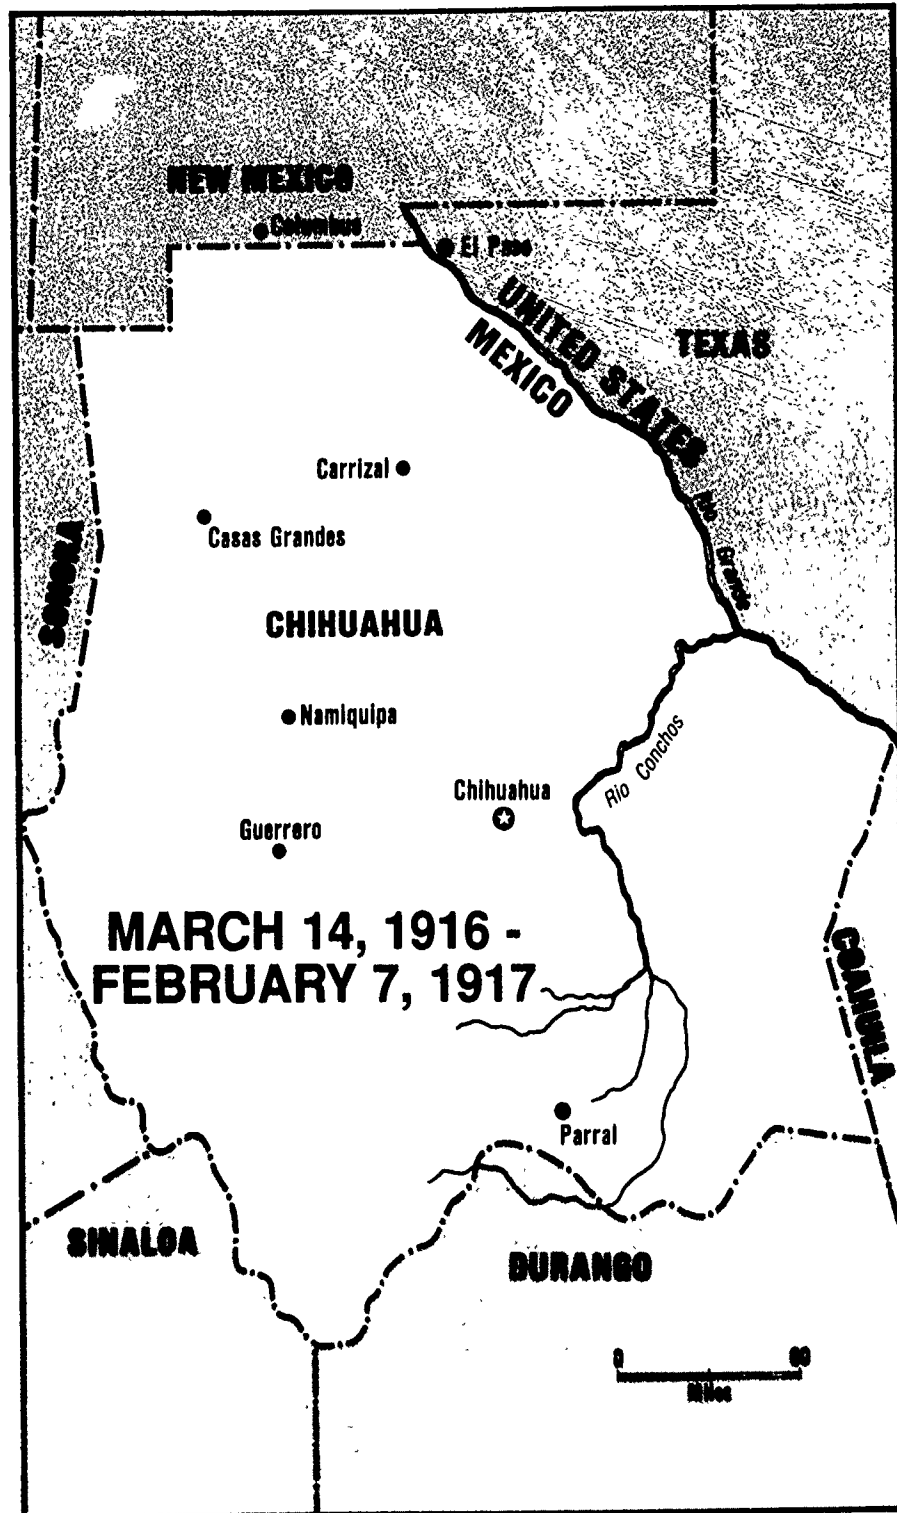 NEW MEXICO
Columbus
El Paso
UNITED STATES
MEXICO
TEXAS
Carrizal
Rio Grande
Casas Grandes
SONORA
CHIHUAHUA
Namiquipa
Rio Conchos
Chihuahua
Guerrero
MARCH 14, 1916 -
FEBRUARY 7, 1917
COAHUILA
Parral
SINALOA
DURANGO
0
Miles